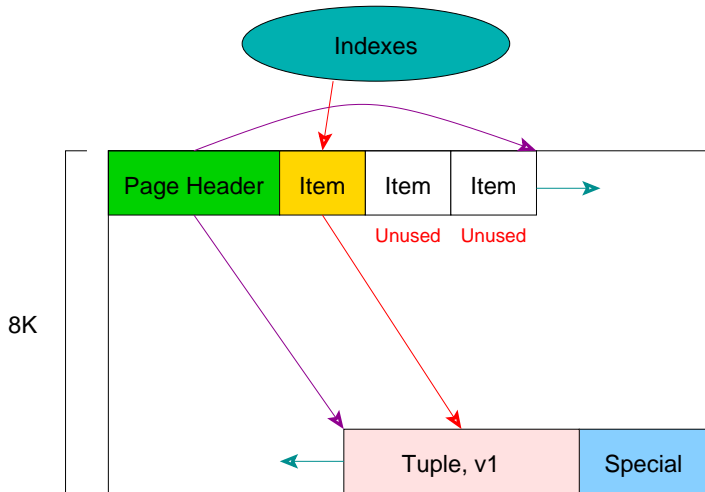 Indexes
Page Header Item Item Item
Unused Unused
8K
Tuple, v1 Special